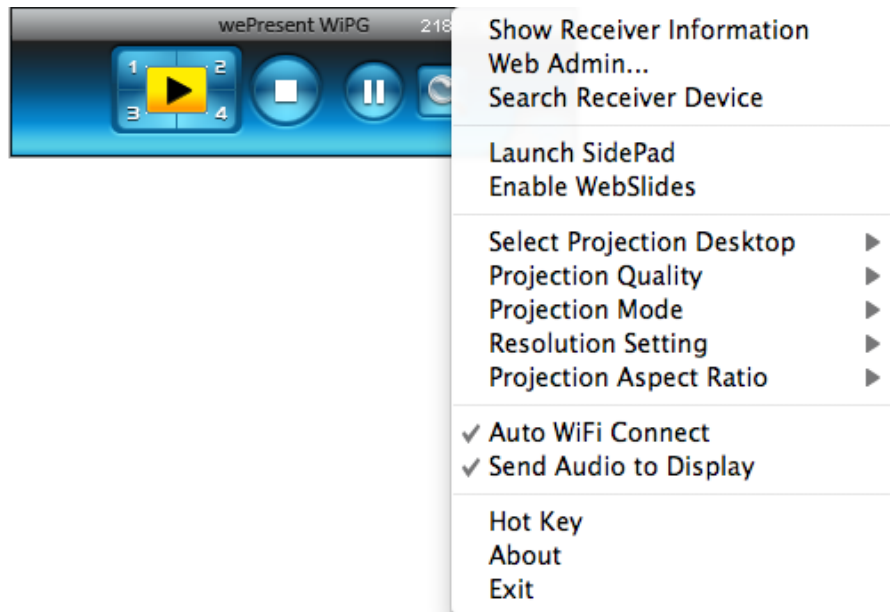 wePresent WiPG 218
1 2
3 4
Show Receiver Information
Web Admin...
Search Receiver Device
Launch SidePad
Enable WebSlides
Select Projection Desktop
Projection Quality
Projection Mode
Resolution Setting
Projection Aspect Ratio
Auto WiFi Connect
Send Audio to Display
Hot Key
About
Exit